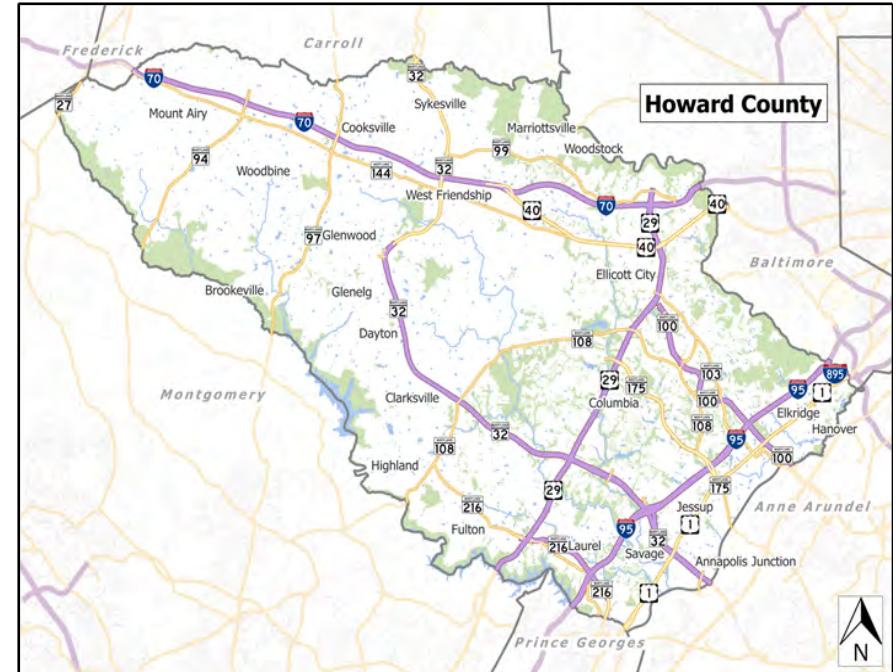 Frederick
Carroll
Howard County
70
32
27
Sykesville
Mount Airy
70
Cooksville
Marriottsville
99
Woodstock
94
144
32
Woodbine
West Friendship
40
70
40
29
97
Glenwood
40
Ellicott City
Baltimore
Brookeville
Glenelg
32
Dayton
100
108
103
895
Montgomery
29
175
95
1
Clarksville
Columbia
100
Elkridge
108
Hanover
32
95
108
100
Highland
29
175
Anne Arundel
216
Jessup
1
Fulton
95
32
216
Laurel
Savage
Annapolis Junction
216
1
Prince Georges
N